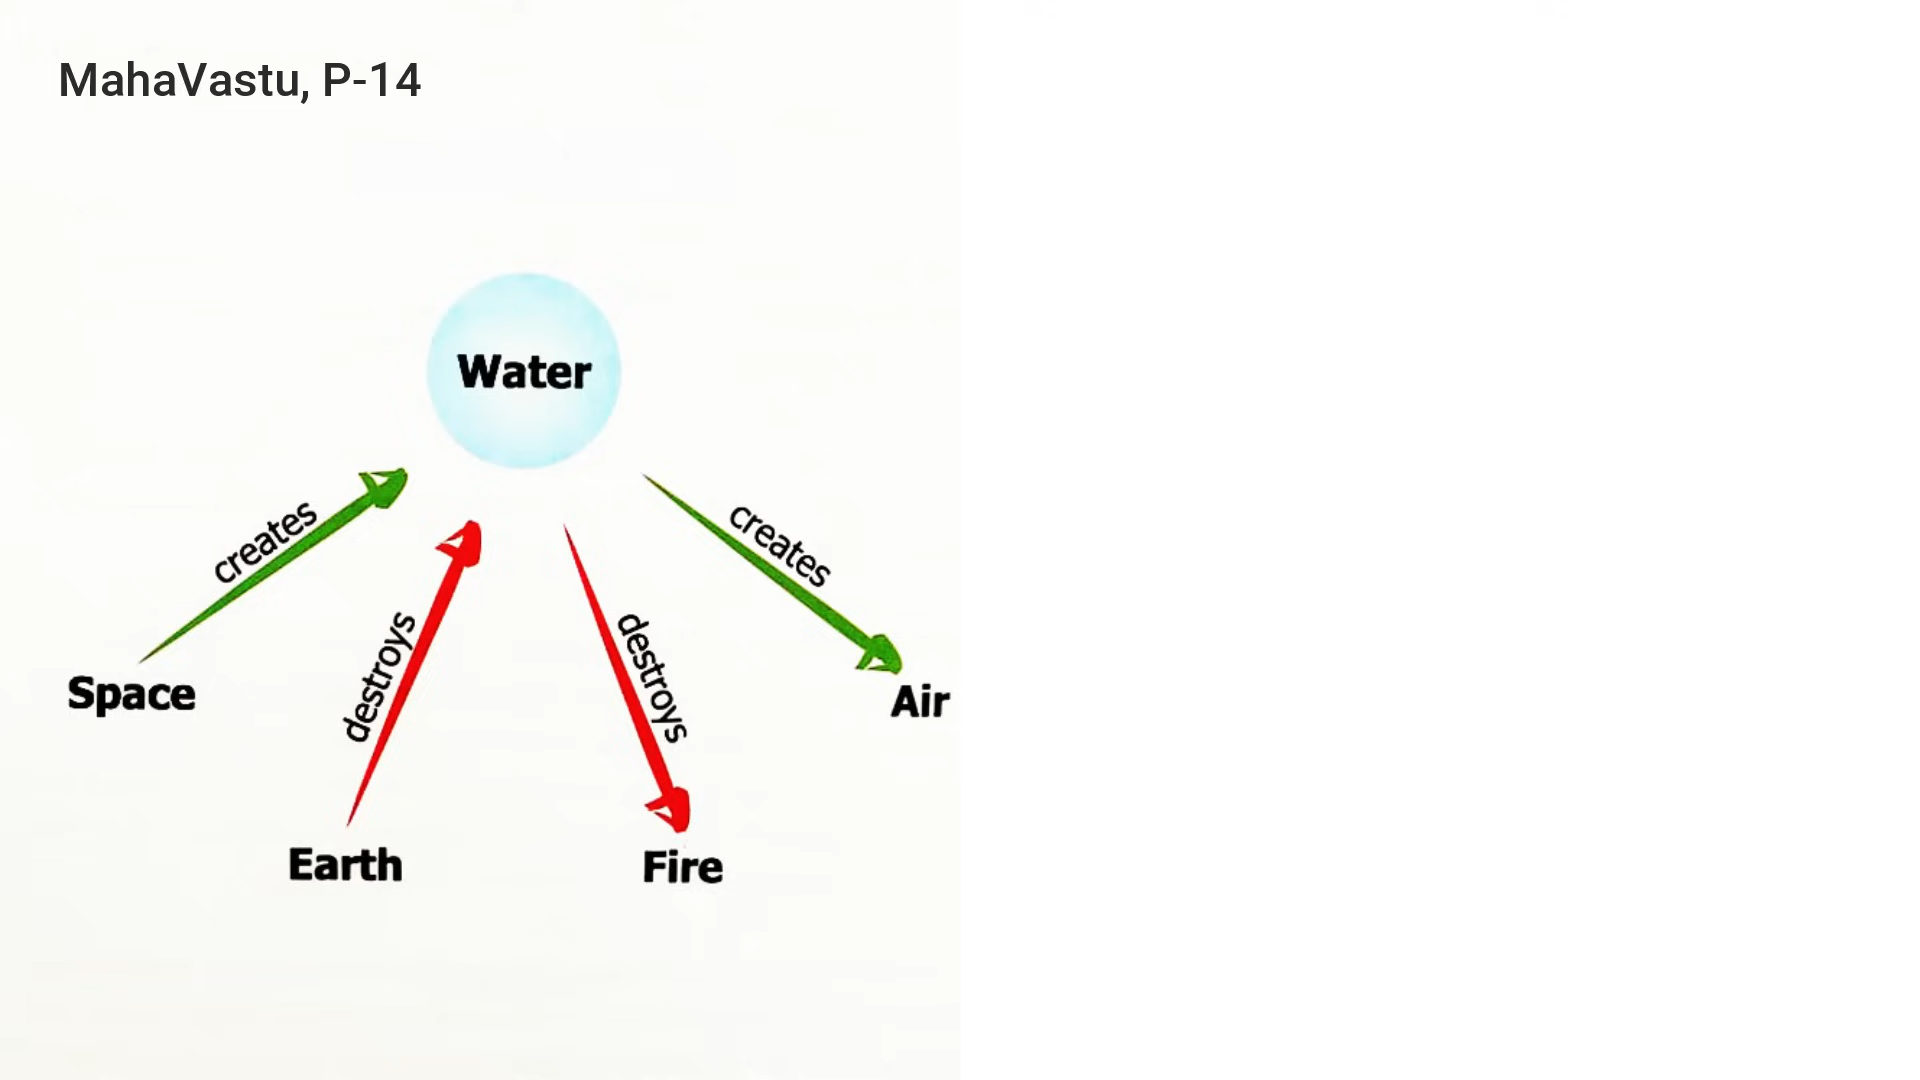 MahaVastu, P-14
Water
creates
creates
destroys
destroys
Space
Air
Earth
Fire